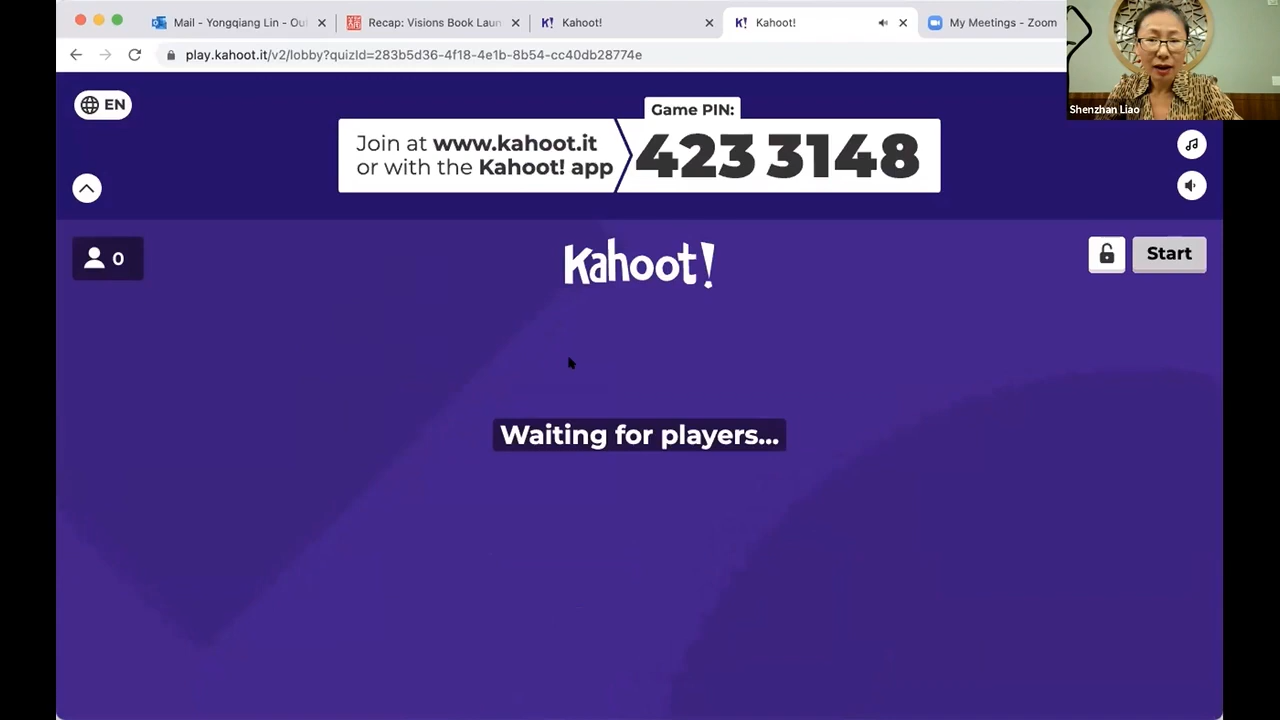 Mail - Yongqiang Lin - Ou
Recap: Visions Book Laun
Kahoot!
Kahoot!
My Meetings - Zoom
play.kahoot.it/v2/lobby?quizId=283b5d36-4f18-4e1b-8b54-cc40db28774e
Shenzhan Liao
EN
Game PIN:
Join at www.kahoot.it
or with the Kahoot! app
423 3148
0
Kahoot!
Start
Waiting for players...